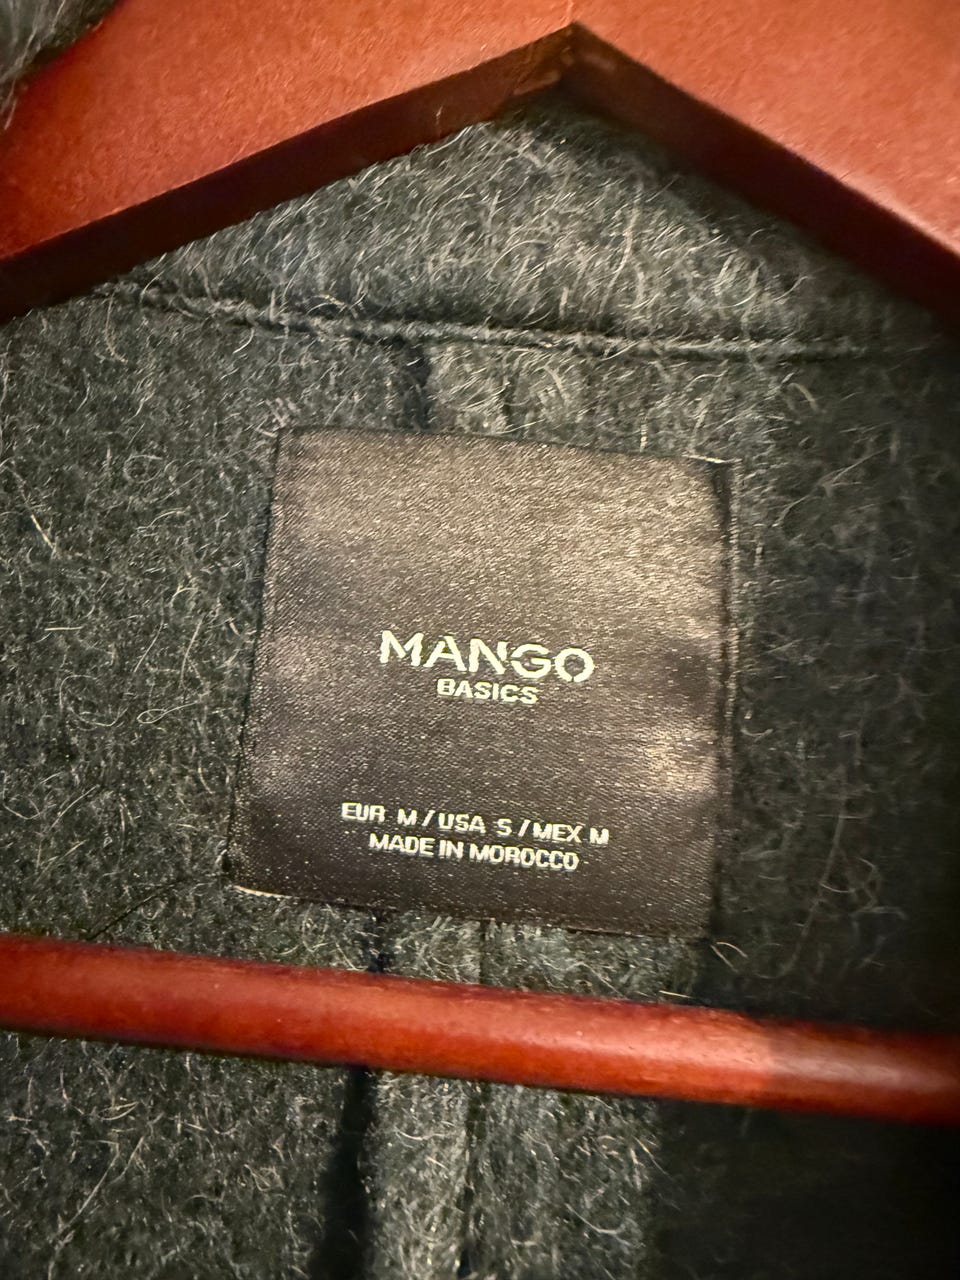 MANGO
BASICS
EUR M / USA S / MEX M
MADE IN MOROCCO